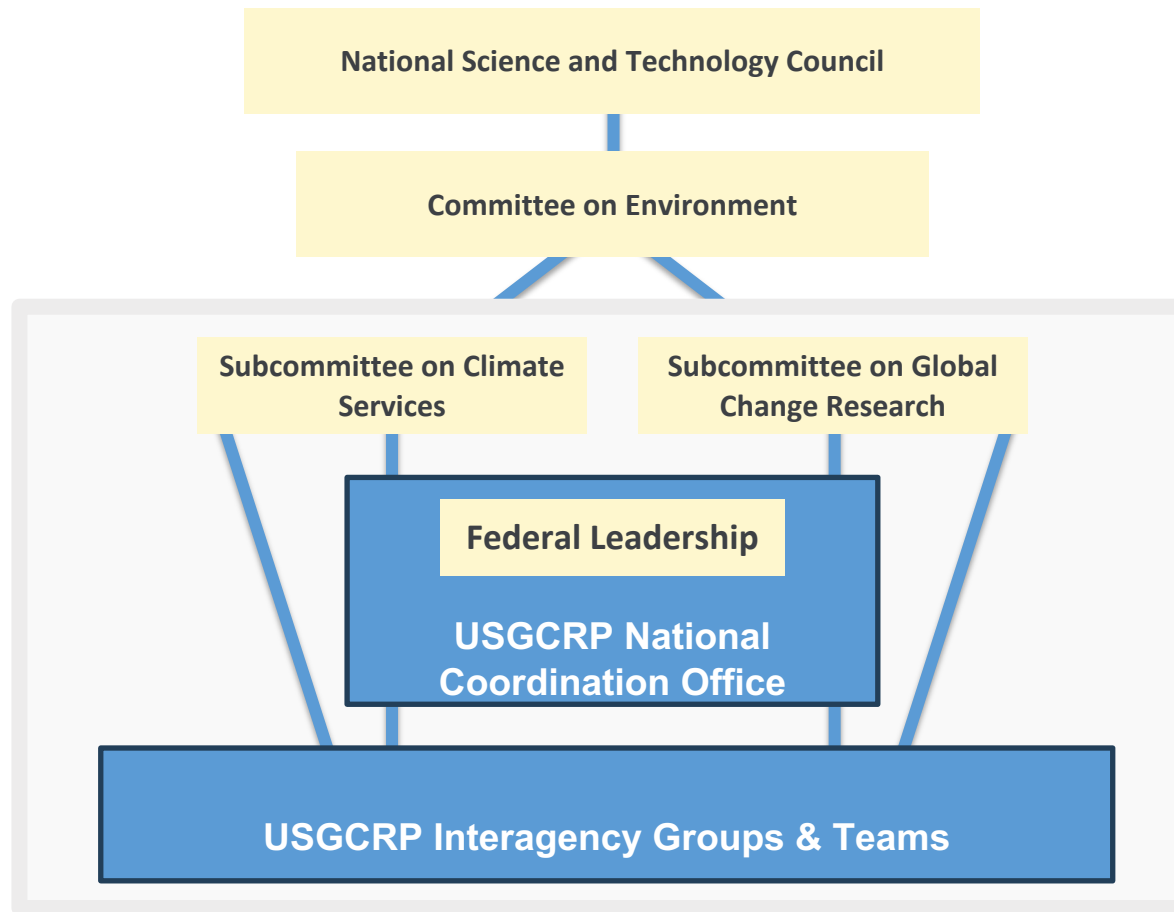 National Science and Technology Council
Committee on Environment
Subcommittee on Climate
Services
Subcommittee on Global
Change Research
Federal Leadership
USGCRP National
Coordination Office
USGCRP Interagency Groups & Teams